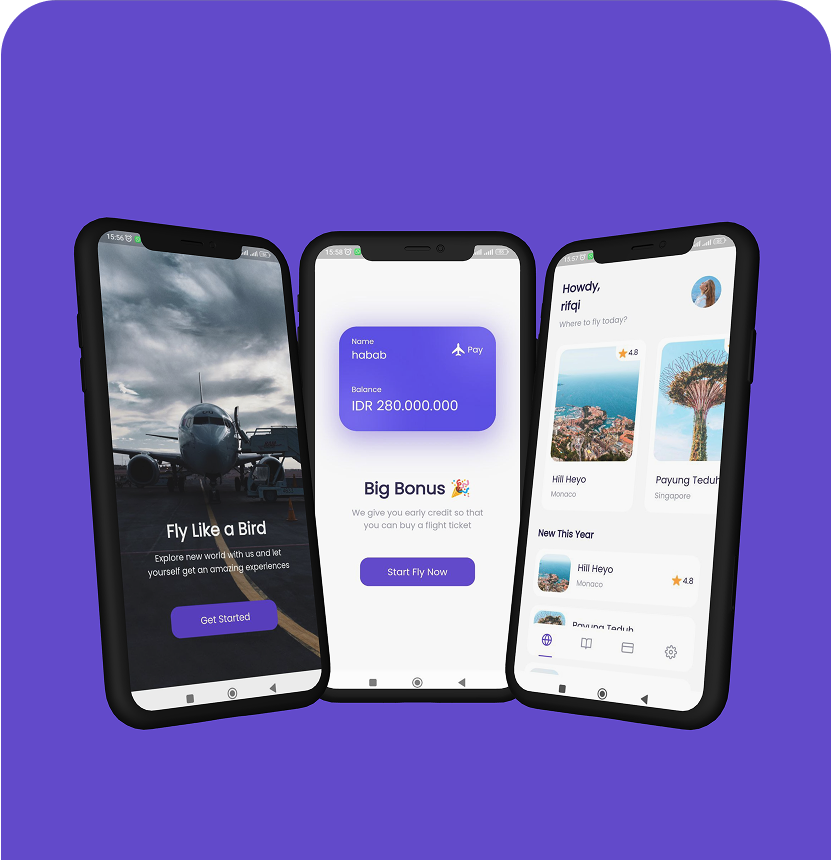 15:56
Fly Like a Bird
Explore new world with us and let
yourself get an amazing experiences
Get Started
15:58
Name
habab
Pay
Balance
IDR 280.000.000
Big Bonus 🎉
We give you early credit so that
you can buy a flight ticket
Start Fly Now
15:57
Howdy,
rifqi
Where to fly today?
4.8
Hill Heyo
Monaco
Payung Teduh
Singapore
New This Year
Hill Heyo
Monaco
4.8
Payung Teduh